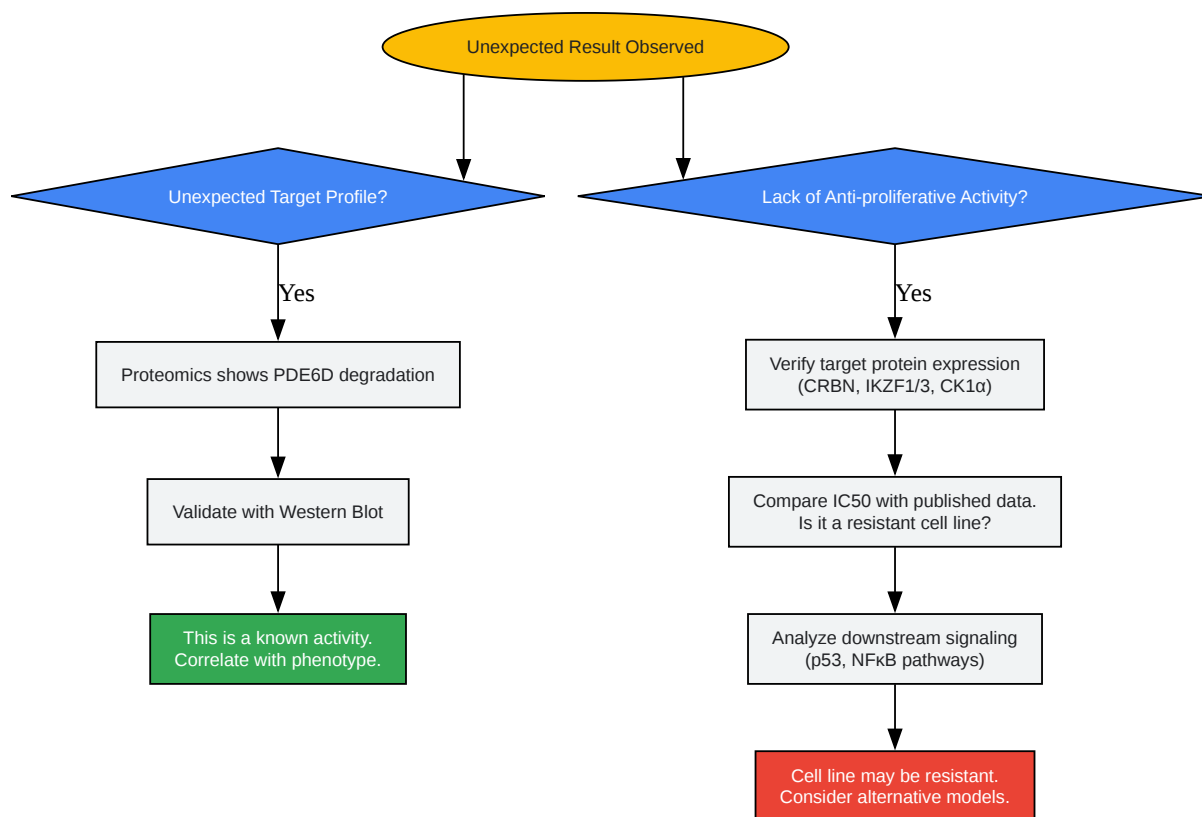 Unexpected Result Observed
Unexpected Target Profile?
Lack of Anti-proliferative Activity?
Yes
Yes
Proteomics shows PDE6D degradation
Verify target protein expression
(CRBN, IKZF1/3, CK1α)
Validate with Western Blot
Compare IC50 with published data.
Is it a resistant cell line?
This is a known activity.
Correlate with phenotype.
Analyze downstream signaling
(p53, NFκB pathways)
Cell line may be resistant.
Consider alternative models.